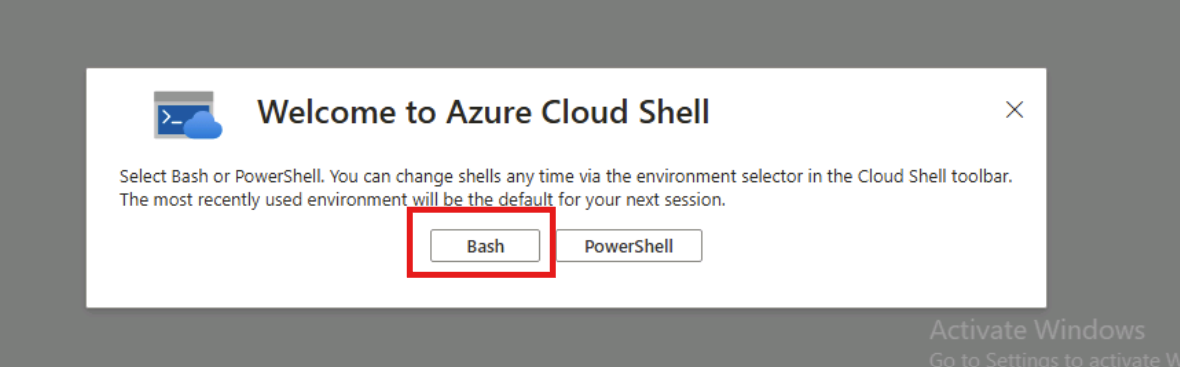 Welcome to Azure Cloud Shell
Select Bash or PowerShell. You can change shells any time via the environment selector in the Cloud Shell toolbar.
The most recently used environment will be the default for your next session.
Bash
PowerShell
Activate Windows
Go to Settings to activate W